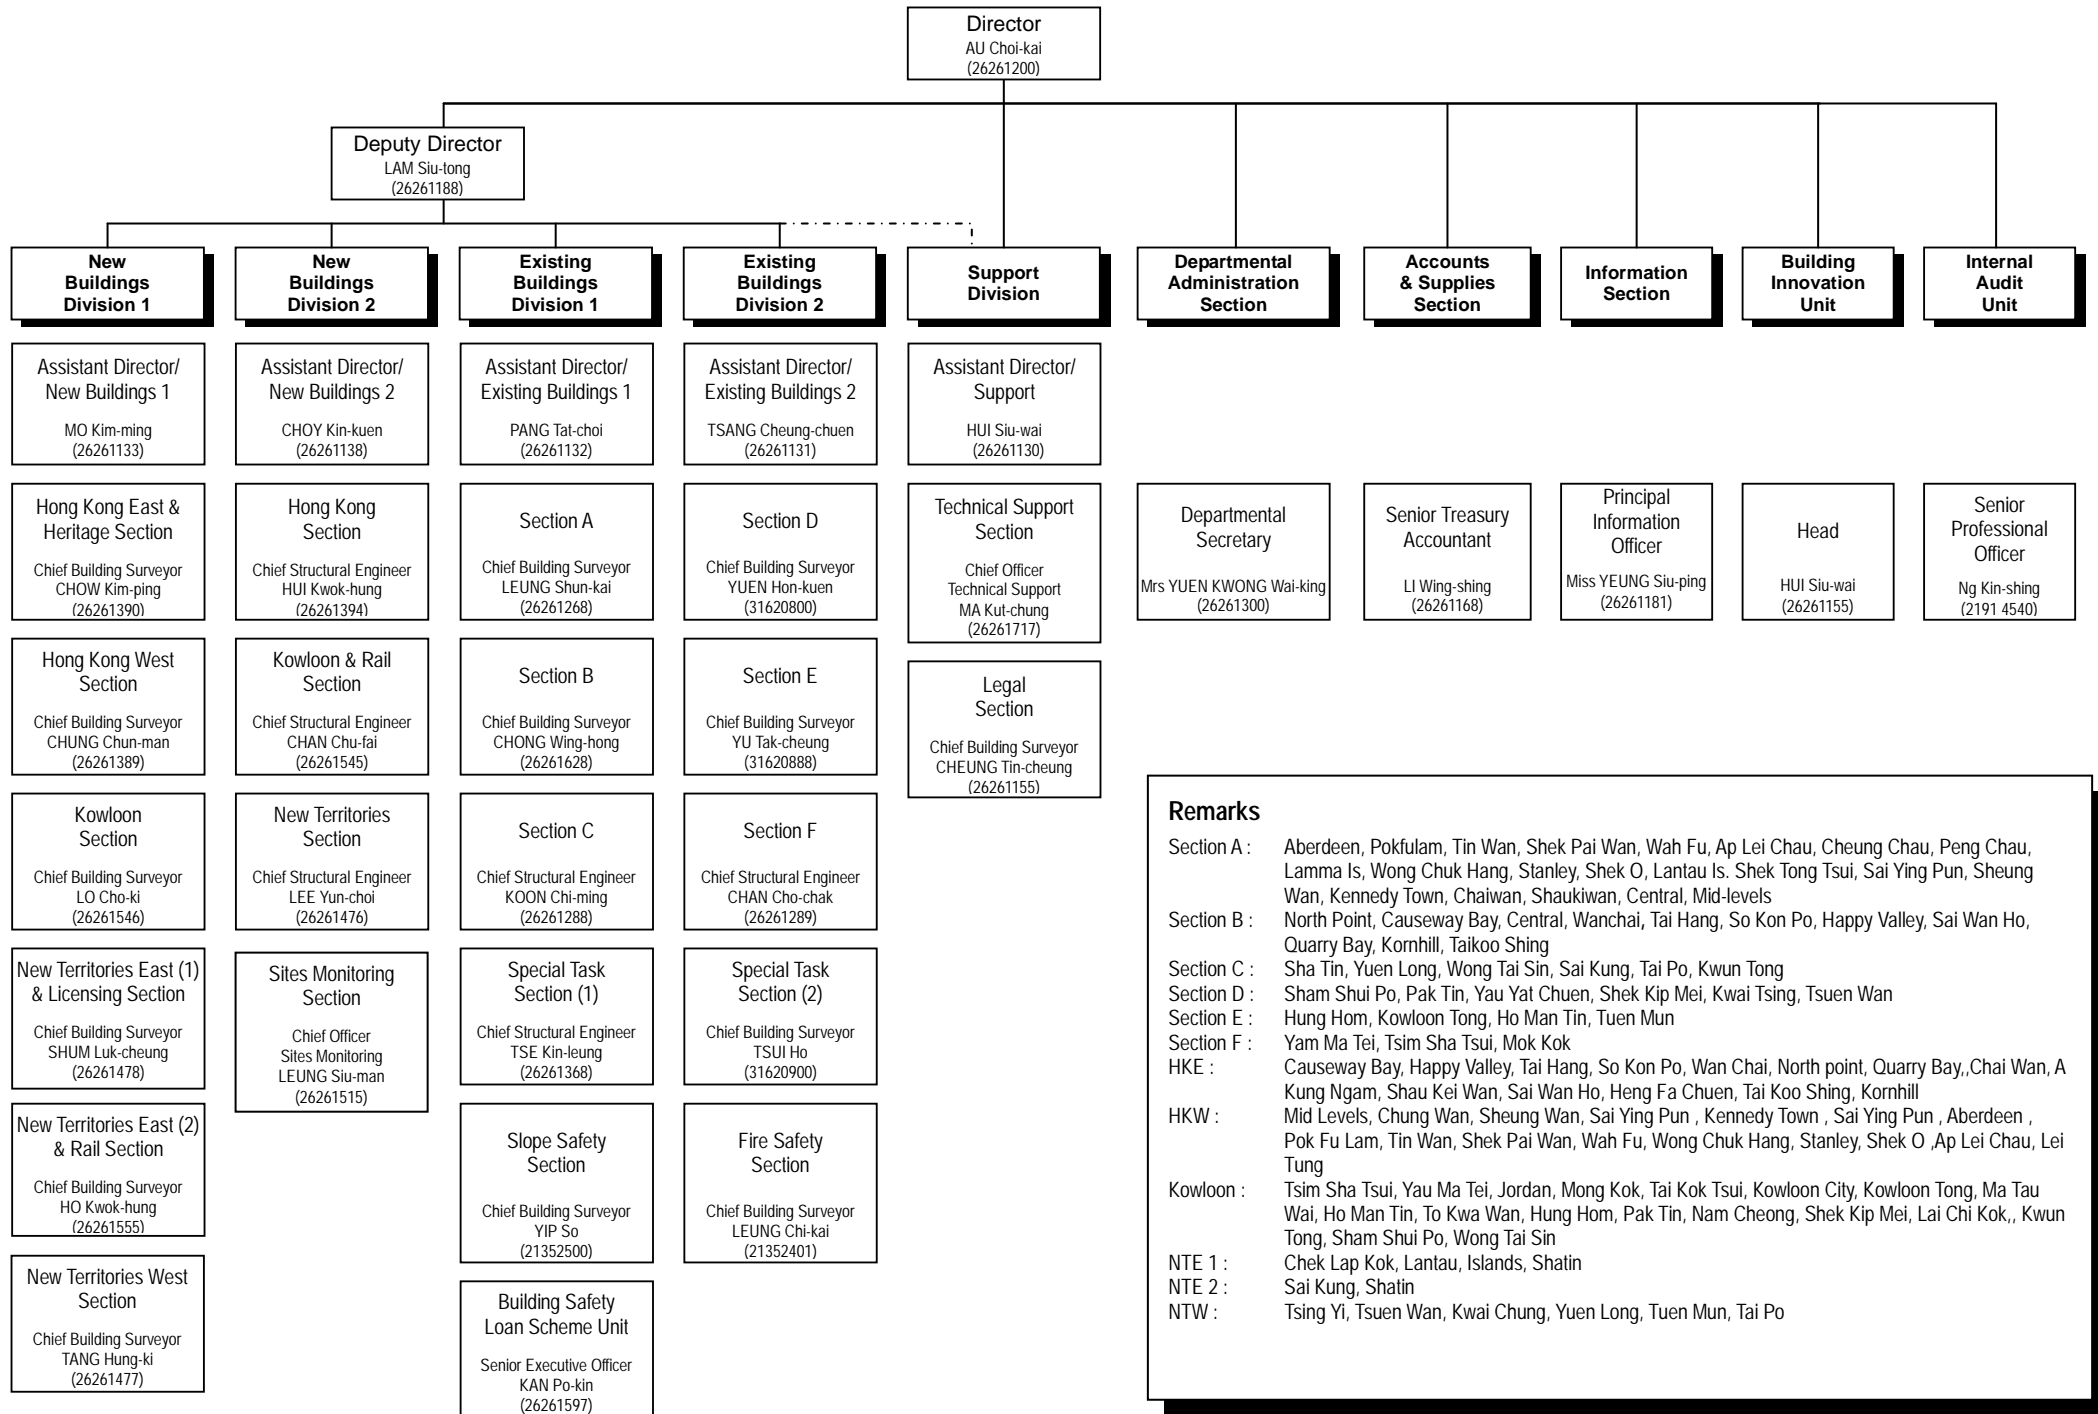 Director
AU Choi-kai
(26261200)
Deputy Director
LAM Siu-tong
(26261188)
New
Buildings
Division 1
New
Buildings
Division 2
Existing
Buildings
Division 1
Existing
Buildings
Division 2
Support
Division
Departmental
Administration
Section
Accounts
& Supplies
Section
Information
Section
Building
Innovation
Unit
Internal
Audit
Unit
Assistant Director/
New Buildings 1
MO Kim-ming
(26261133)
Assistant Director/
New Buildings 2
CHOY Kin-kuen
(26261138)
Assistant Director/
Existing Buildings 1
PANG Tat-choi
(26261132)
Assistant Director/
Existing Buildings 2
TSANG Cheung-chuen
(26261131)
Assistant Director/
Support
HUI Siu-wai
(26261130)
Hong Kong East &
Heritage Section
Chief Building Surveyor
CHOW Kim-ping
(26261390)
Hong Kong
Section
Chief Structural Engineer
HUI Kwok-hung
(26261394)
Section A
Chief Building Surveyor
LEUNG Shun-kai
(26261268)
Section D
Chief Building Surveyor
YUEN Hon-kuen
(31620800)
Technical Support
Section
Chief Officer
Technical Support
MA Kut-chung
(26261717)
Departmental
Secretary
Mrs YUEN KWONG Wai-king
(26261300)
Senior Treasury
Accountant
LI Wing-shing
(26261168)
Principal
Information
Officer
Miss YEUNG Siu-ping
(26261181)
Head
HUI Siu-wai
(26261155)
Senior
Professional
Officer
Ng Kin-shing
(2191 4540)
Hong Kong West
Section
Chief Building Surveyor
CHUNG Chun-man
(26261389)
Kowloon & Rail
Section
Chief Structural Engineer
CHAN Chu-fai
(26261545)
Section B
Chief Building Surveyor
CHONG Wing-hong
(26261628)
Section E
Chief Building Surveyor
YU Tak-cheung
(31620888)
Legal
Section
Chief Building Surveyor
CHEUNG Tin-cheung
(26261155)
Kowloon
Section
Chief Building Surveyor
LO Cho-ki
(26261546)
New Territories
Section
Chief Structural Engineer
LEE Yun-choi
(26261476)
Section C
Chief Structural Engineer
KOON Chi-ming
(26261288)
Section F
Chief Structural Engineer
CHAN Cho-chak
(26261289)
New Territories East (1)
& Licensing Section
Chief Building Surveyor
SHUM Luk-cheung
(26261478)
Sites Monitoring
Section
Chief Officer
Sites Monitoring
LEUNG Siu-man
(26261515)
Special Task
Section (1)
Chief Structural Engineer
TSE Kin-leung
(26261368)
Special Task
Section (2)
Chief Building Surveyor
TSUI Ho
(31620900)
New Territories East (2)
& Rail Section
Chief Building Surveyor
HO Kwok-hung
(26261555)
Slope Safety
Section
Chief Building Surveyor
YIP So
(21352500)
Fire Safety
Section
Chief Building Surveyor
LEUNG Chi-kai
(21352401)
New Territories West
Section
Chief Building Surveyor
TANG Hung-ki
(26261477)
Building Safety
Loan Scheme Unit
Senior Executive Officer
KAN Po-kin
(26261597)
Remarks
Section A : Aberdeen, Pokfulam, Tin Wan, Shek Pai Wan, Wah Fu, Ap Lei Chau, Cheung Chau, Peng Chau,
Lamma Is, Wong Chuk Hang, Stanley, Shek O, Lantau Is. Shek Tong Tsui, Sai Ying Pun, Sheung
Wan, Kennedy Town, Chaiwan, Shaukiwan, Central, Mid-levels
Section B : North Point, Causeway Bay, Central, Wanchai, Tai Hang, So Kon Po, Happy Valley, Sai Wan Ho,
Quarry Bay, Kornhill, Taikoo Shing
Section C : Sha Tin, Yuen Long, Wong Tai Sin, Sai Kung, Tai Po, Kwun Tong
Section D : Sham Shui Po, Pak Tin, Yau Yat Chuen, Shek Kip Mei, Kwai Tsing, Tsuen Wan
Section E : Hung Hom, Kowloon Tong, Ho Man Tin, Tuen Mun
Section F : Yam Ma Tei, Tsim Sha Tsui, Mok Kok
HKE : Causeway Bay, Happy Valley, Tai Hang, So Kon Po, Wan Chai, North point, Quarry Bay,,Chai Wan, A
Kung Ngam, Shau Kei Wan, Sai Wan Ho, Heng Fa Chuen, Tai Koo Shing, Kornhill
HKW : Mid Levels, Chung Wan, Sheung Wan, Sai Ying Pun , Kennedy Town , Sai Ying Pun , Aberdeen ,
Pok Fu Lam, Tin Wan, Shek Pai Wan, Wah Fu, Wong Chuk Hang, Stanley, Shek O ,Ap Lei Chau, Lei
Tung
Kowloon : Tsim Sha Tsui, Yau Ma Tei, Jordan, Mong Kok, Tai Kok Tsui, Kowloon City, Kowloon Tong, Ma Tau
Wai, Ho Man Tin, To Kwa Wan, Hung Hom, Pak Tin, Nam Cheong, Shek Kip Mei, Lai Chi Kok,, Kwun
Tong, Sham Shui Po, Wong Tai Sin
NTE 1 : Chek Lap Kok, Lantau, Islands, Shatin
NTE 2 : Sai Kung, Shatin
NTW : Tsing Yi, Tsuen Wan, Kwai Chung, Yuen Long, Tuen Mun, Tai Po